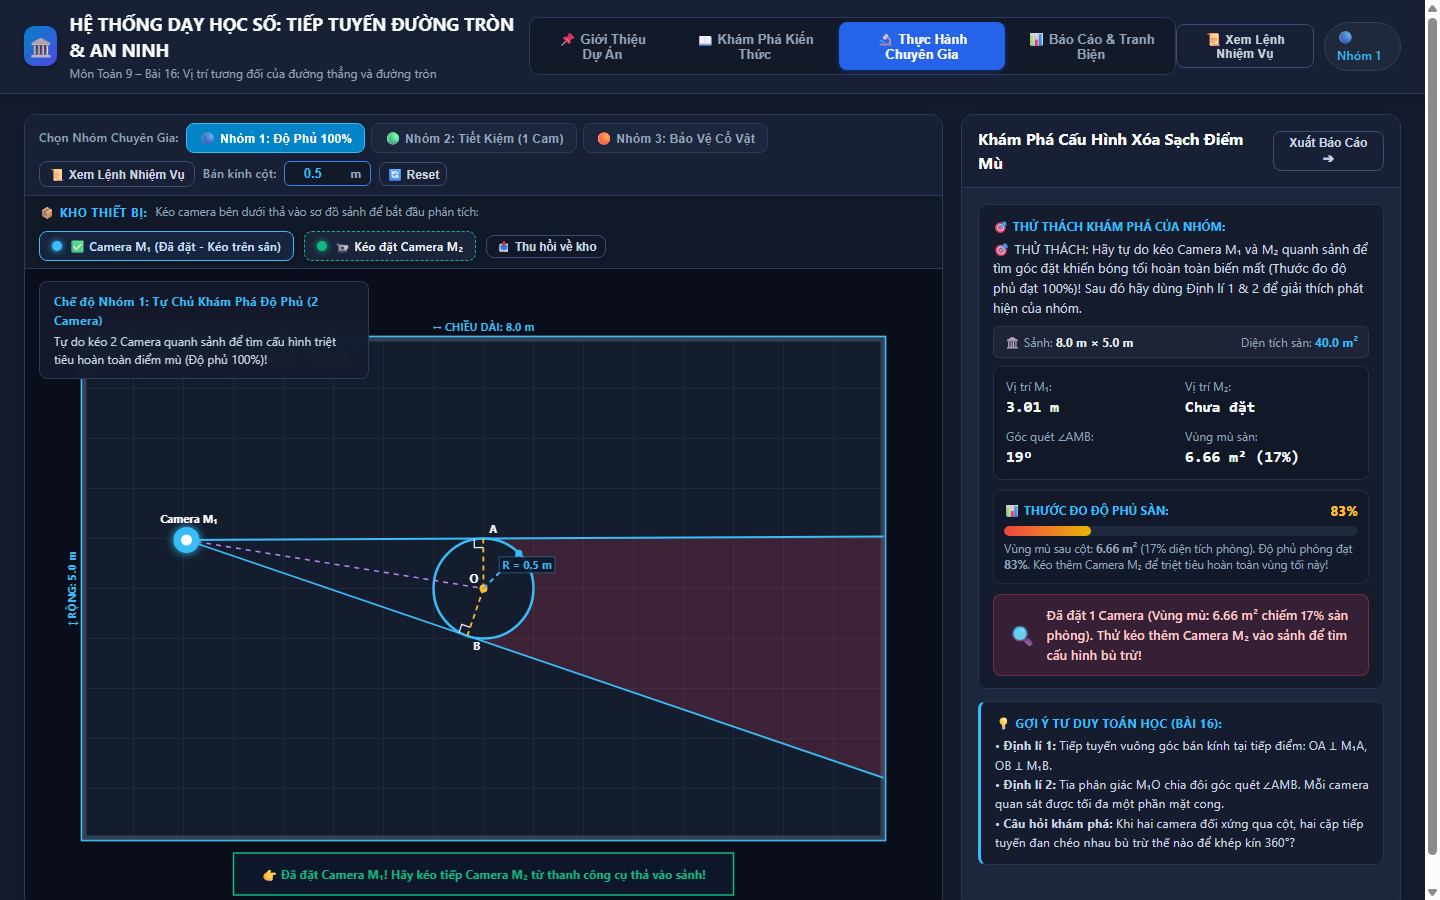 HỆ THỐNG DẠY HỌC SỐ: TIẾP TUYẾN ĐƯỜNG TRÒN
& AN NINH
Môn Toán 9 – Bài 16: Vị trí tương đối của đường thẳng và đường tròn
📌 Giới Thiệu
Dự Án
📖 Khám Phá Kiến
Thức
🔬 Thực Hành
Chuyên Gia
📊 Báo Cáo & Tranh
Biện
📜 Xem Lệnh
Nhiệm Vụ
🔵
Nhóm 1
Chọn Nhóm Chuyên Gia:
🔵 Nhóm 1: Độ Phủ 100%
🟢 Nhóm 2: Tiết Kiệm (1 Cam)
🟠 Nhóm 3: Bảo Vệ Cổ Vật
📜 Xem Lệnh Nhiệm Vụ
Bán kính cột:
0.5 m
🔄 Reset
📦 KHO THIẾT BỊ: Kéo camera bên dưới thả vào sơ đồ sảnh để bắt đầu phân tích:
✅ Camera M₁ (Đã đặt - Kéo trên sân)
Kéo đặt Camera M₂
📥 Thu hồi về kho
Chế độ Nhóm 1: Tự Chủ Khám Phá Độ Phủ (2
Camera)
Tự do kéo 2 Camera quanh sảnh để tìm cấu hình triệt
tiêu hoàn toàn điểm mù (Độ phủ 100%)!
↔ CHIỀU DÀI: 8.0 m
↕ RỘNG: 5.0 m
Camera M₁
A
R = 0.5 m
O
B
👉 Đã đặt Camera M₁! Hãy kéo tiếp Camera M₂ từ thanh công cụ thả vào sảnh!
Khám Phá Cấu Hình Xóa Sạch Điểm
Mù
Xuất Báo Cáo
➔
🎯 THỬ THÁCH KHÁM PHÁ CỦA NHÓM:
🎯 THỬ THÁCH: Hãy tự do kéo Camera M₁ và M₂ quanh sảnh để
tìm góc đặt khiến bóng tối hoàn toàn biến mất (Thước đo độ
phủ đạt 100%)! Sau đó hãy dùng Định lí 1 & 2 để giải thích phát
hiện của nhóm.
🏛️ Sảnh: 8.0 m × 5.0 m
Diện tích sàn: 40.0 m²
Vị trí M₁:
3.01 m
Vị trí M₂:
Chưa đặt
Góc quét ∠AMB:
19°
Vùng mù sàn:
6.66 m² (17%)
📊 THƯỚC ĐO ĐỘ PHỦ SÀN:
83%
Vùng mù sau cột: 6.66 m² (17% diện tích phòng). Độ phủ phòng đạt
83%. Kéo thêm Camera M₂ để triệt tiêu hoàn toàn vùng tối này!
🔍 Đã đặt 1 Camera (Vùng mù: 6.66 m² chiếm 17% sàn
phòng). Thử kéo thêm Camera M₂ vào sảnh để tìm
cấu hình bù trừ!
💡 GỢI Ý TƯ DUY TOÁN HỌC (BÀI 16):
• Định lí 1: Tiếp tuyến vuông góc bán kính tại tiếp điểm: OA ⊥ M₁A,
OB ⊥ M₁B.
• Định lí 2: Tia phân giác M₁O chia đôi góc quét ∠AMB. Mỗi camera
quan sát được tối đa một phần mặt cong.
• Câu hỏi khám phá: Khi hai camera đối xứng qua cột, hai cặp tiếp
tuyến đan chéo nhau bù trừ thế nào để khép kín 360°?